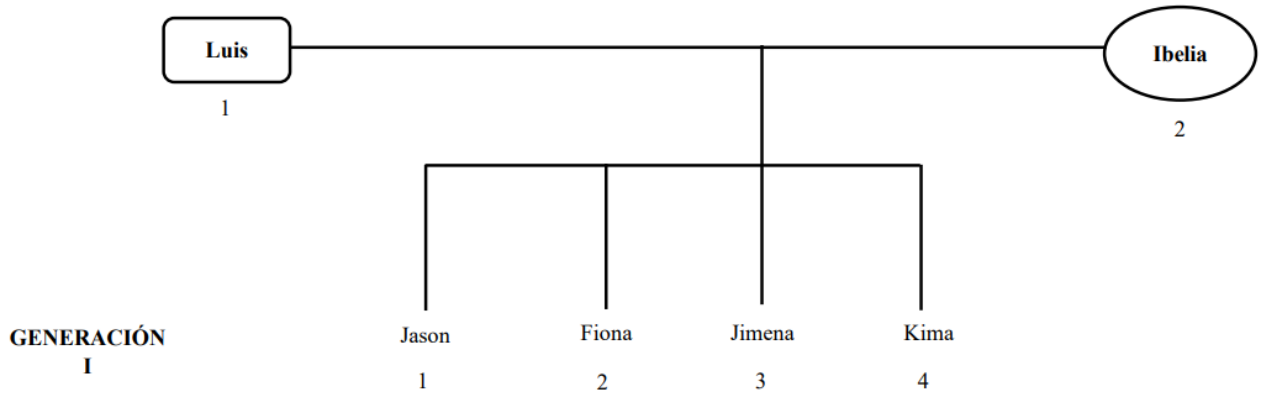 Luis
Ibelia
1
2
Jason
Fiona
Jimena
Kima
GENERACIÓN
I
1
2
3
4